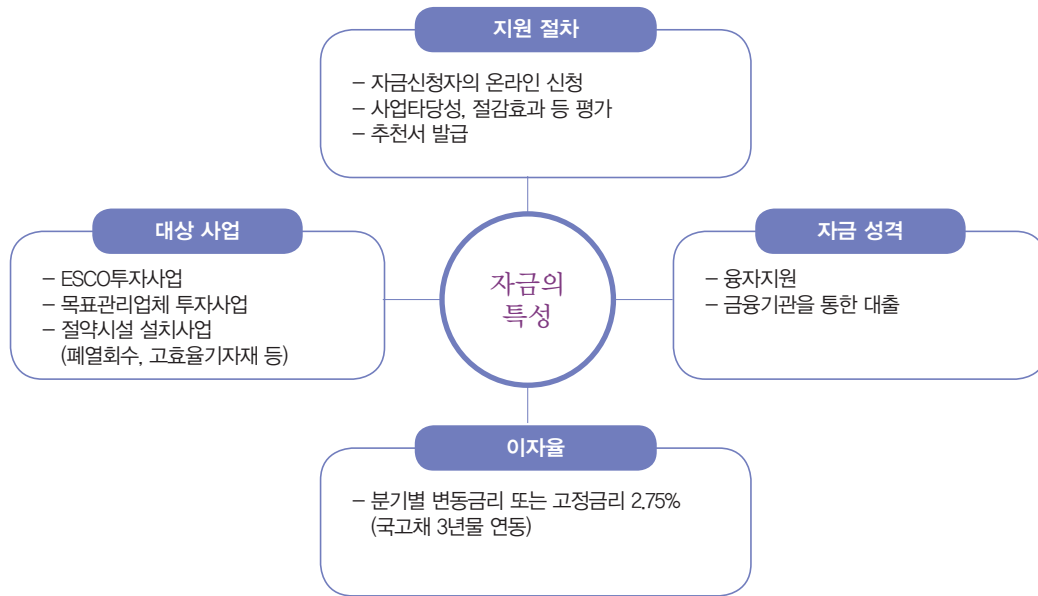 지원 절차
– 자금신청자의 온라인 신청
– 사업타당성, 절감효과 등 평가
– 추천서 발급
대상 사업
– ESCO투자사업
– 목표관리업체 투자사업
– 절약시설 설치사업
(폐열회수, 고효율기자재 등)
자금의
특성
자금 성격
– 융자지원
– 금융기관을 통한 대출
이자율
– 분기별 변동금리 또는 고정금리 2.75%
(국고채 3년물 연동)